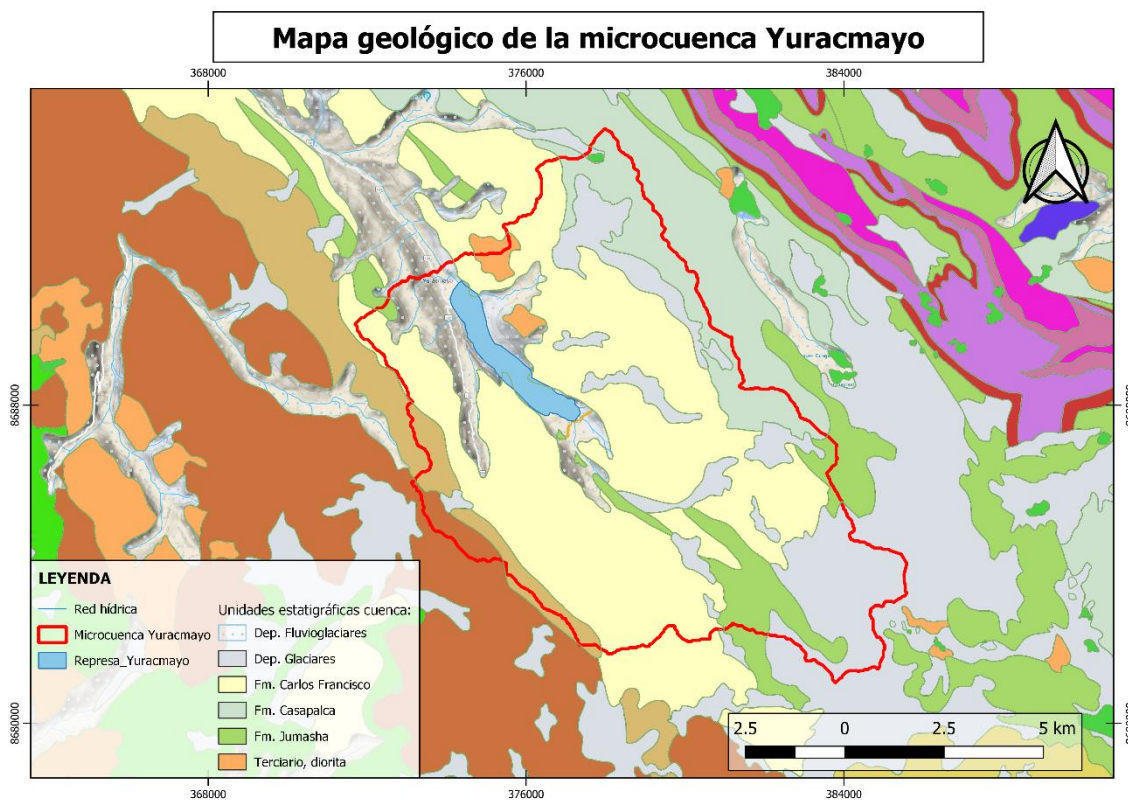 Mapa geológico de la microcuenca Yuracmayo
368000 376000 384000
8688000 8688000
LEYENDA
Red hídrica
Microcuenca Yuracmayo
Represa_Yuracmayo
Unidades estatigráficas cuenca:
Dep. Fluvioglaciares
Dep. Glaciares
Fm. Carlos Francisco
Fm. Casapalca
Fm. Jumasha
Terciario, diorita
8680000 8680000
2.5 0 2.5 5 km
368000 376000 384000